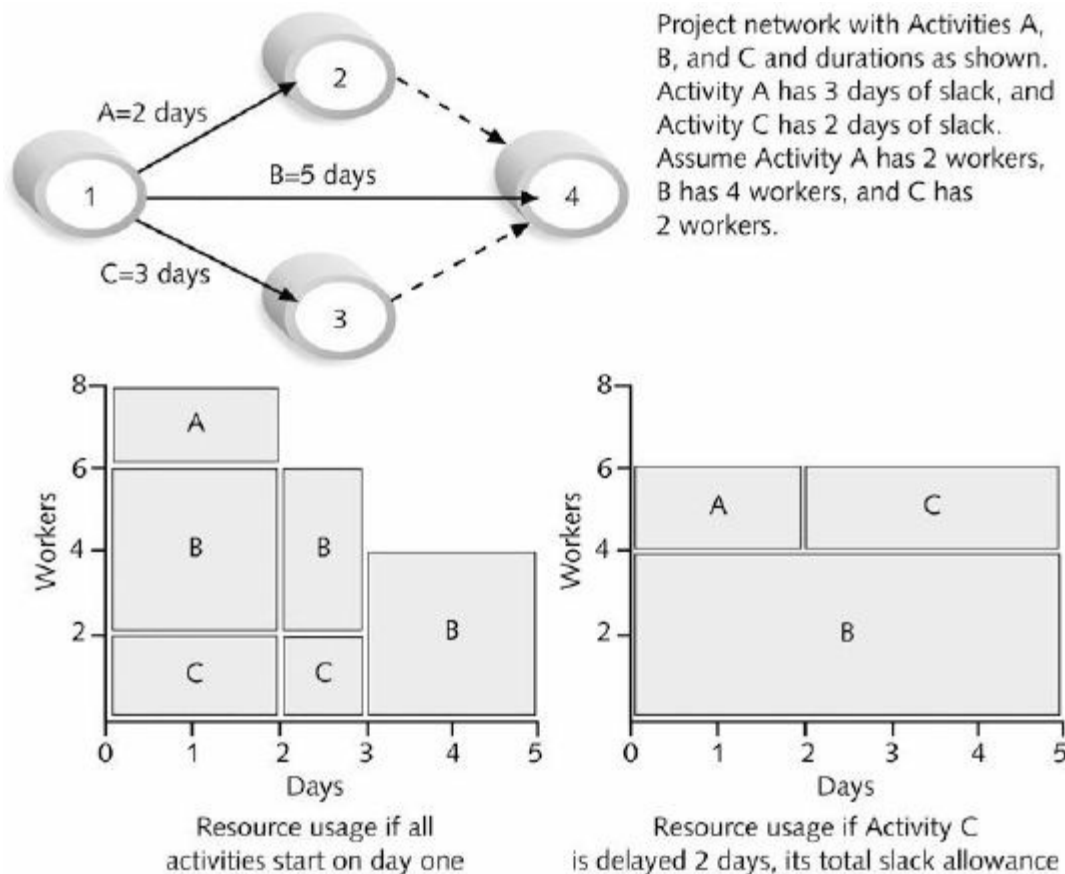 Project network with Activities A,
B, and C and durations as shown.
Activity A has 3 days of slack, and
Activity C has 2 days of slack.
Assume Activity A has 2 workers,
B has 4 workers, and C has
2 workers.
2
A=2 days
B=5 days
1
4
C=3 days
3
8
6
4
2
Workers
A
B
B
B
C
C
0 1 2 3 4 5
Days
Resource usage if all
activities start on day one
8
6
4
2
Workers
A
C
B
0 1 2 3 4 5
Days
Resource usage if Activity C
is delayed 2 days, its total slack allowance